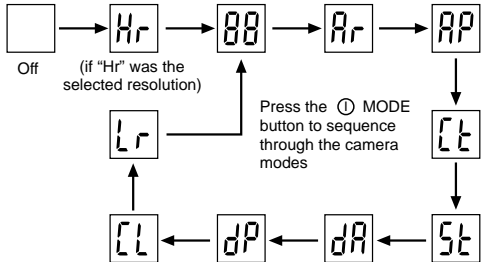 Hr
88
Ar
AP
Off
(if "Hr" was the
selected resolution)
Press the Ⓘ MODE
button to sequence
through the camera
modes
Lr
Ct
CL
dP
dA
St